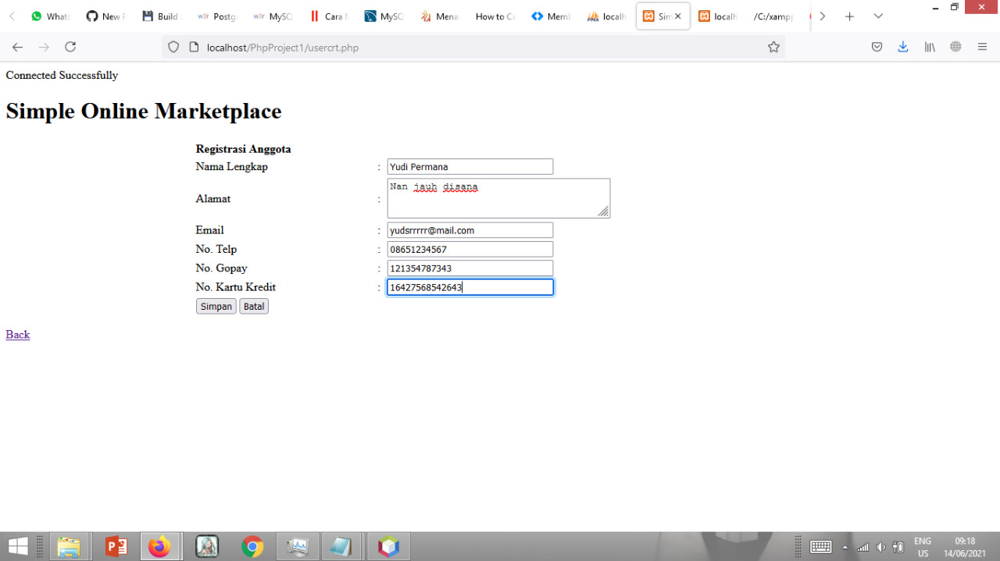 Whats New P Build Postg MySQ Cara M MySQ Mena How to Co Memb localh Sim localh /C:/xampp
localhost/PhpProject1/usercrt.php
Connected Successfully
Simple Online Marketplace
Registrasi Anggota
Nama Lengkap : Yudi Permana
Alamat : Nan jauh disana
Email : yudsrrrrr@mail.com
No. Telp : 08651234567
No. Gopay : 121354787343
No. Kartu Kredit : 16427568542643
Simpan Batal
Back
ENG 09:18
US 14/06/2021